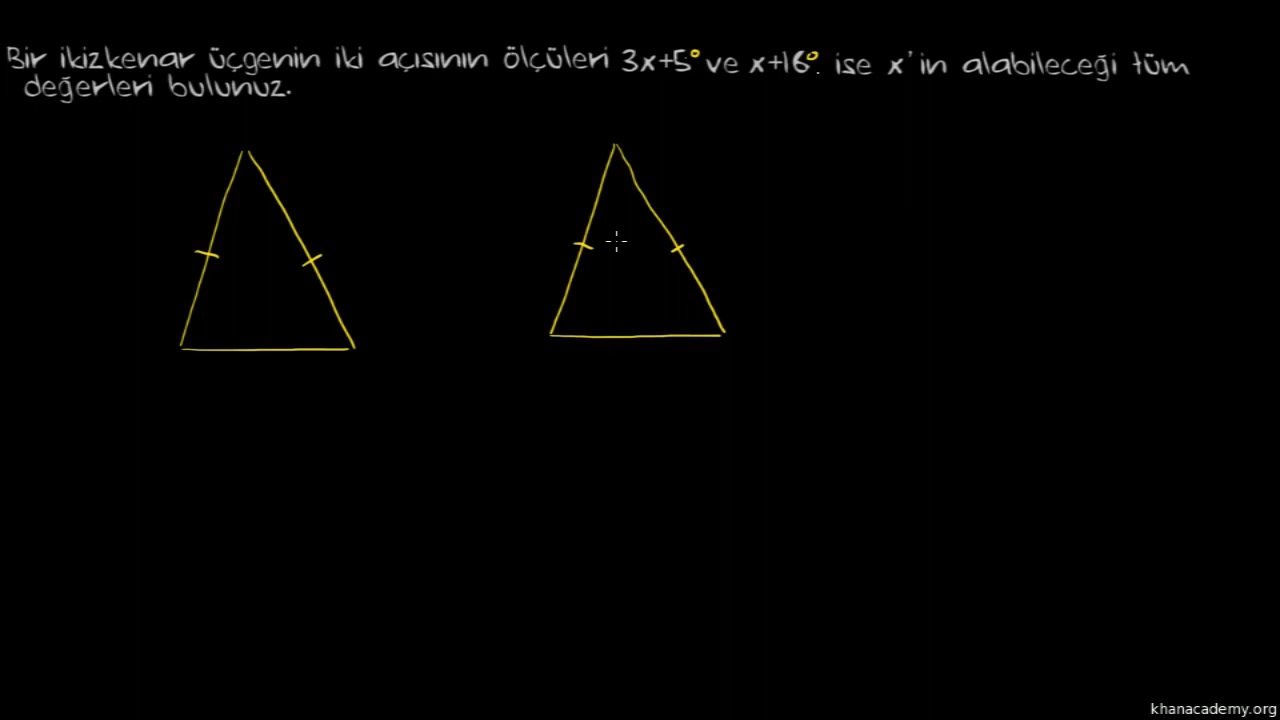 Bir ikizkenar üçgenin iki açısının ölçüleri 3x+5° ve x+16°. ise x'in alabileceği tüm
değerleri bulunuz.
khanacademy.org